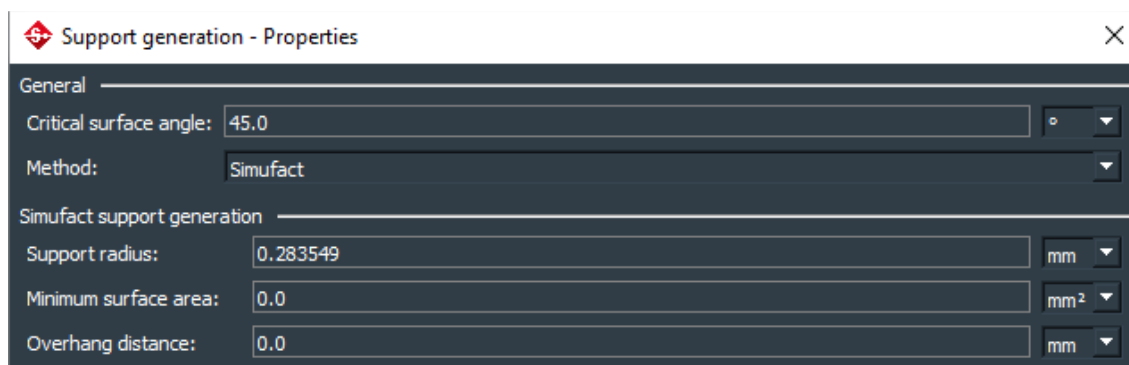 Support generation - Properties
General
Critical surface angle: 45.0 °
Method: Simufact
Simufact support generation
Support radius: 0.283549 mm
Minimum surface area: 0.0 mm²
Overhang distance: 0.0 mm